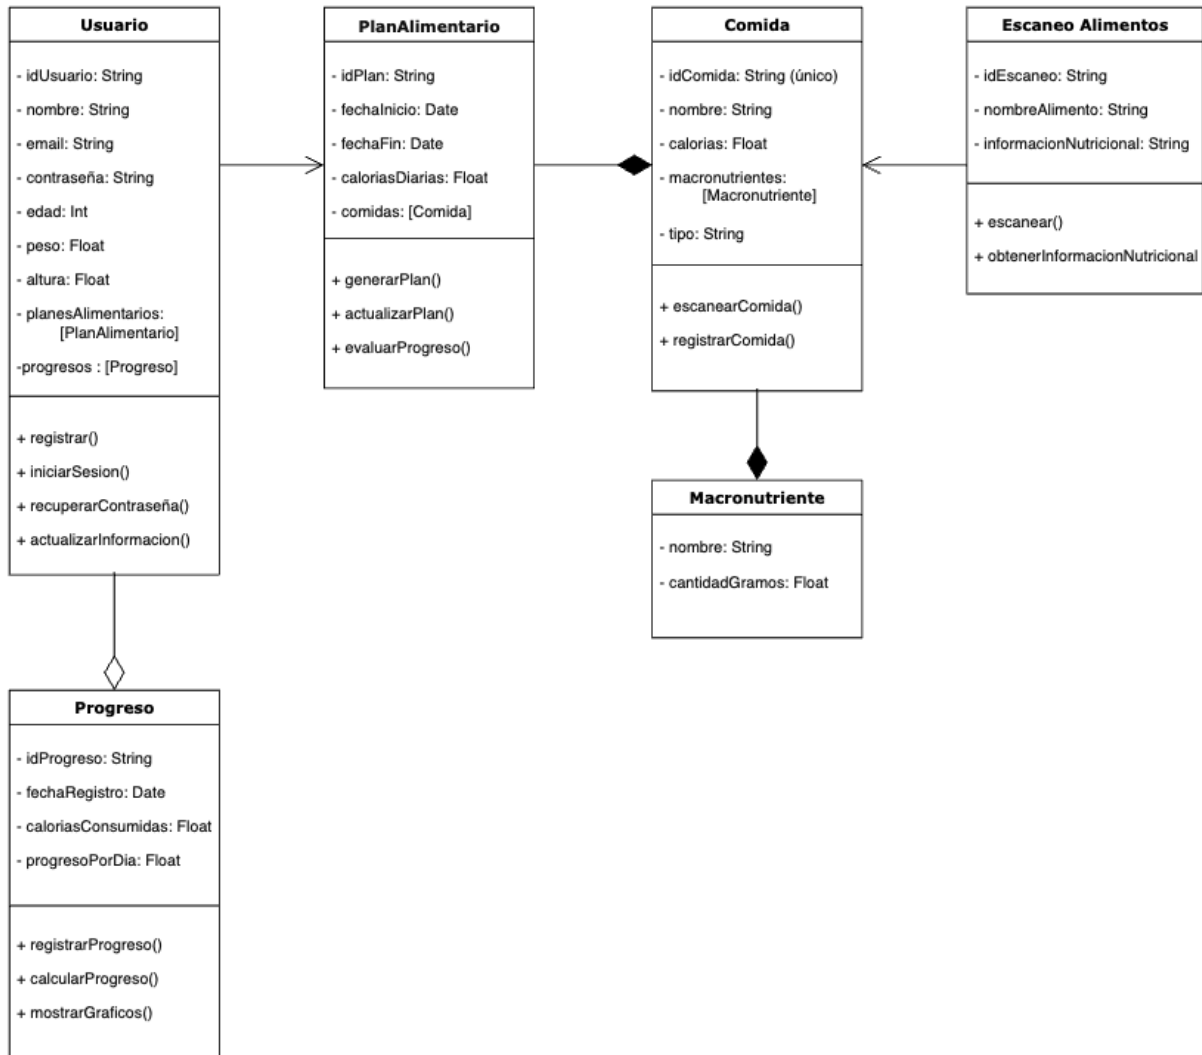 Usuario
- idUsuario: String
- nombre: String
- email: String
- contraseña: String
- edad: Int
- peso: Float
- altura: Float
- planesAlimentarios:
[PlanAlimentario]
-progresos : [Progreso]
+ registrar()
+ iniciarSesion()
+ recuperarContraseña()
+ actualizarInformacion()
PlanAlimentario
- idPlan: String
- fechaInicio: Date
- fechaFin: Date
- caloriasDiarias: Float
- comidas: [Comida]
+ generarPlan()
+ actualizarPlan()
+ evaluarProgreso()
Comida
- idComida: String (único)
- nombre: String
- calorias: Float
- macronutrientes:
[Macronutriente]
- tipo: String
+ escanearComida()
+ registrarComida()
Escaneo Alimentos
- idEscaneo: String
- nombreAlimento: String
- informacionNutricional: String
+ escanear()
+ obtenerInformacionNutricional
Macronutriente
- nombre: String
- cantidadGramos: Float
Progreso
- idProgreso: String
- fechaRegistro: Date
- caloriasConsumidas: Float
- progresoPorDia: Float
+ registrarProgreso()
+ calcularProgreso()
+ mostrarGraficos()